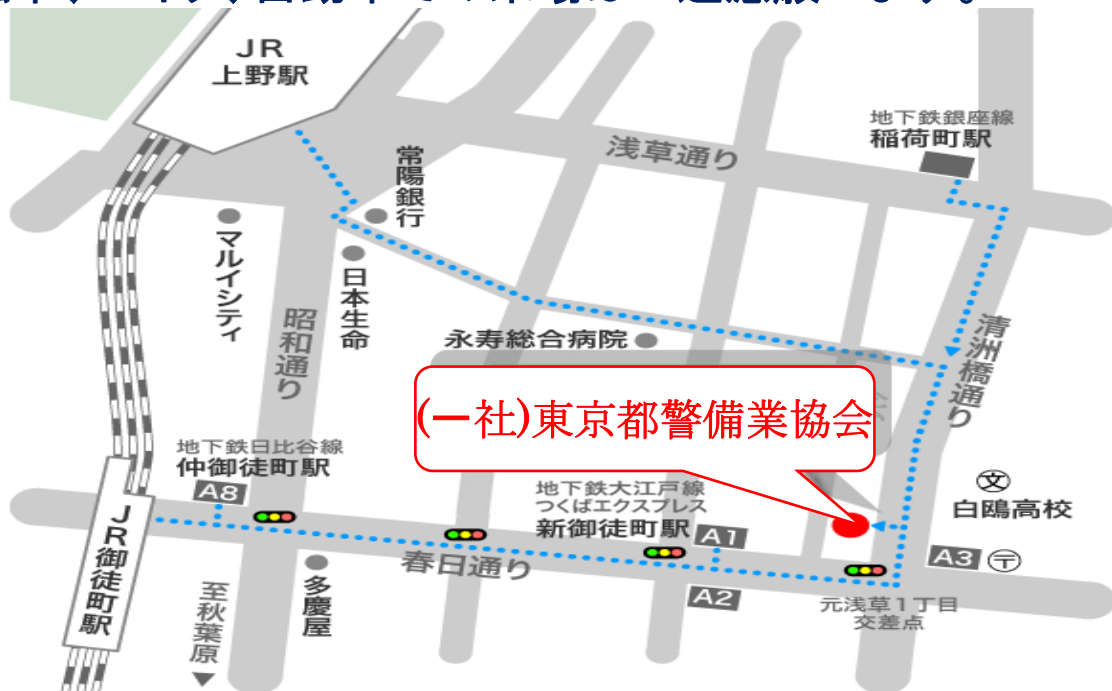 JR
上野駅
地下鉄銀座線
稲荷町駅
浅草通り
常陽銀行
マルイシティ
日本生命
昭和通り
永寿総合病院
清洲橋通り
(一社)東京都警備業協会
地下鉄日比谷線
仲御徒町駅
A8
地下鉄大江戸線
つくばエクスプレス
新御徒町駅
A1
文
白鴎高校
JR御徒町駅
春日通り
A3
〒
A2
多慶屋
元浅草1丁目
交差点
至秋葉原